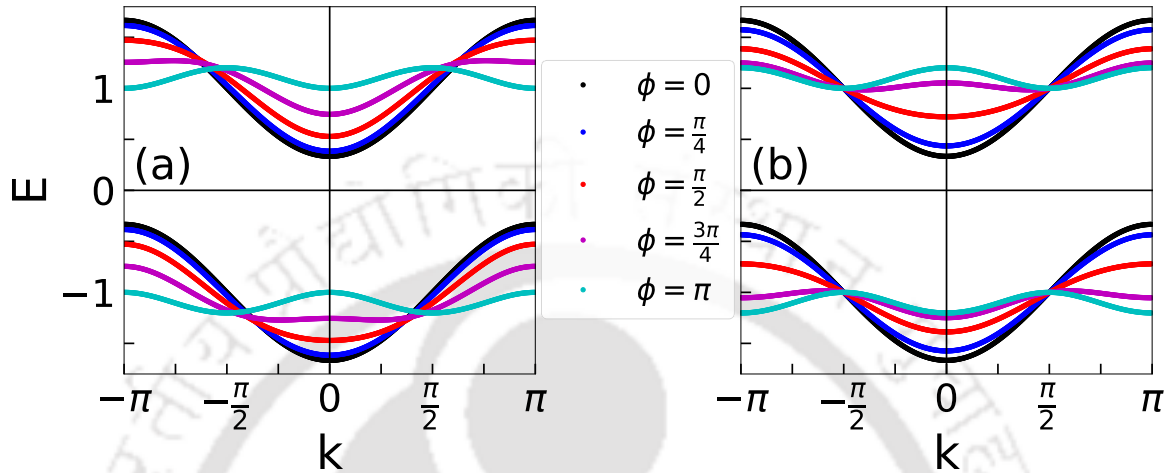 (a)
(b)
E
1
0
−1
ϕ = 0
ϕ = π/4
ϕ = π/2
ϕ = 3π/4
ϕ = π
−π −π/2 0 π/2 π
−π −π/2 0 π/2 π
k
k